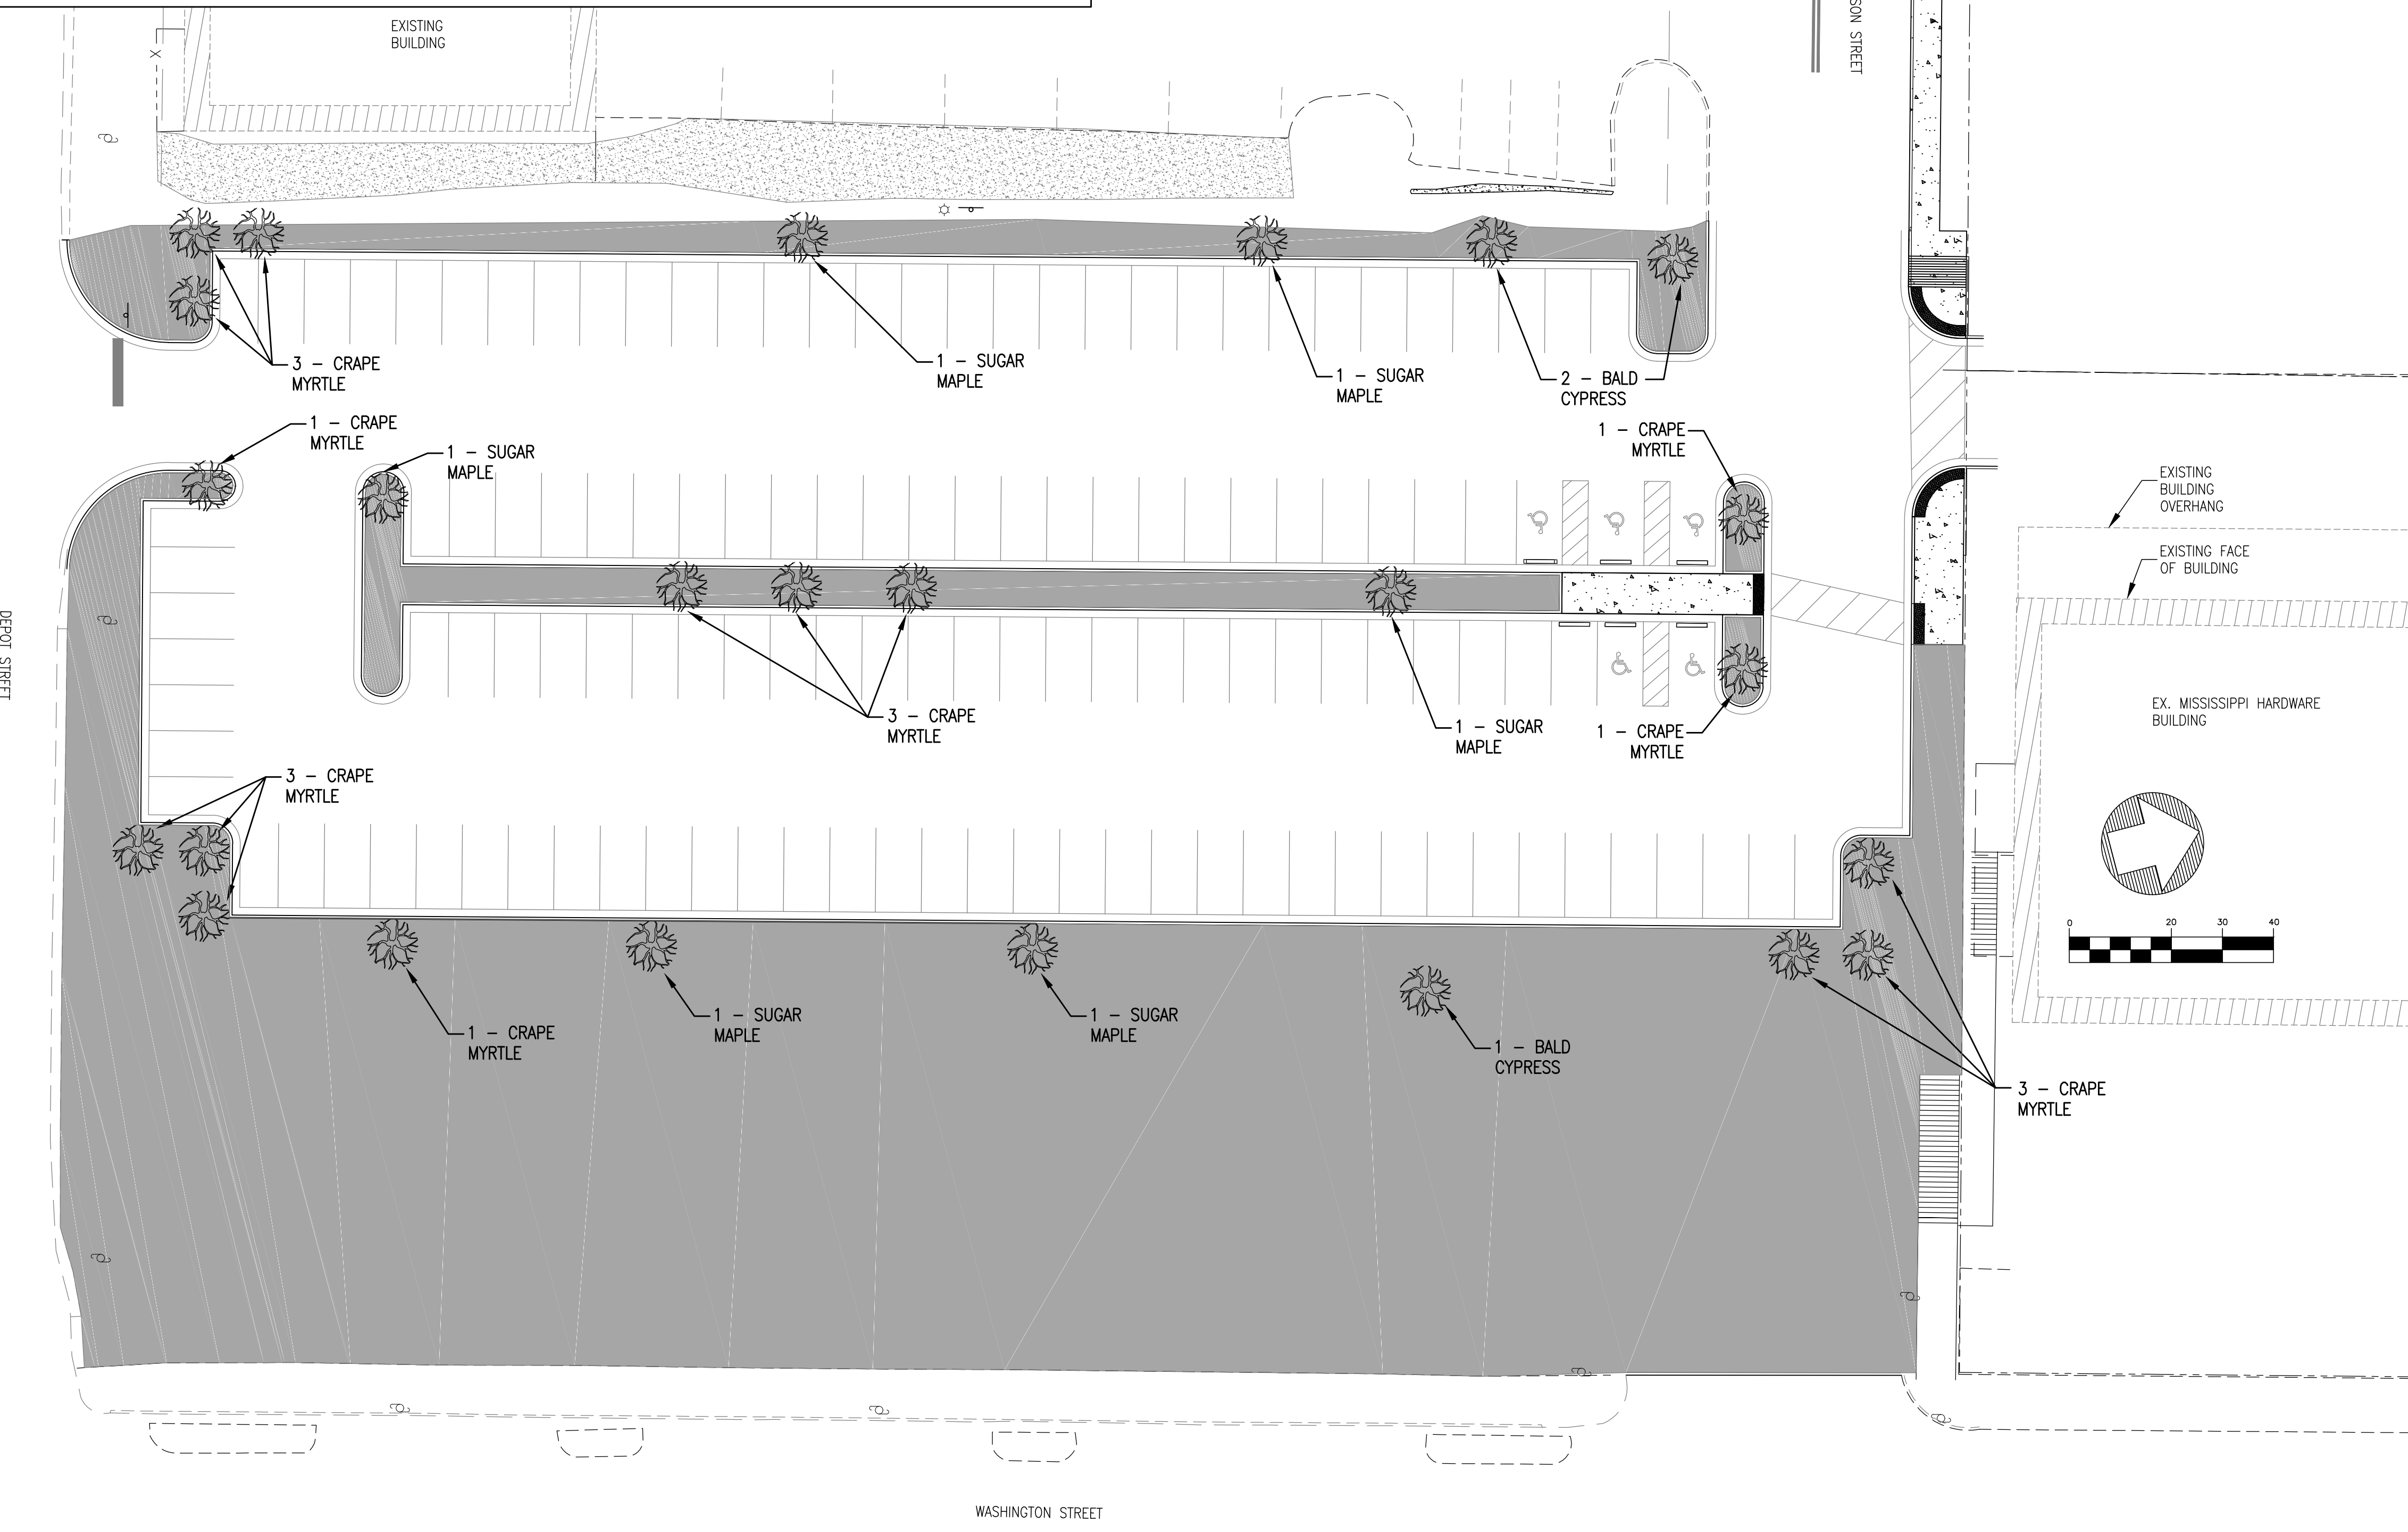 EXISTING
BUILDING
SON STREET
X
3 – CRAPE
MYRTLE
1 – SUGAR
MAPLE
1 – SUGAR
MAPLE
2 – BALD
CYPRESS
1 – CRAPE
MYRTLE
1 – SUGAR
MAPLE
1 – CRAPE
MYRTLE
EXISTING
BUILDING
OVERHANG
EXISTING FACE
OF BUILDING
DEPOT STREET
3 – CRAPE
MYRTLE
1 – SUGAR
MAPLE
1 – CRAPE
MYRTLE
EX. MISSISSIPPI HARDWARE
BUILDING
3 – CRAPE
MYRTLE
0 20 30 40
1 – CRAPE
MYRTLE
1 – SUGAR
MAPLE
1 – SUGAR
MAPLE
1 – BALD
CYPRESS
3 – CRAPE
MYRTLE
WASHINGTON STREET